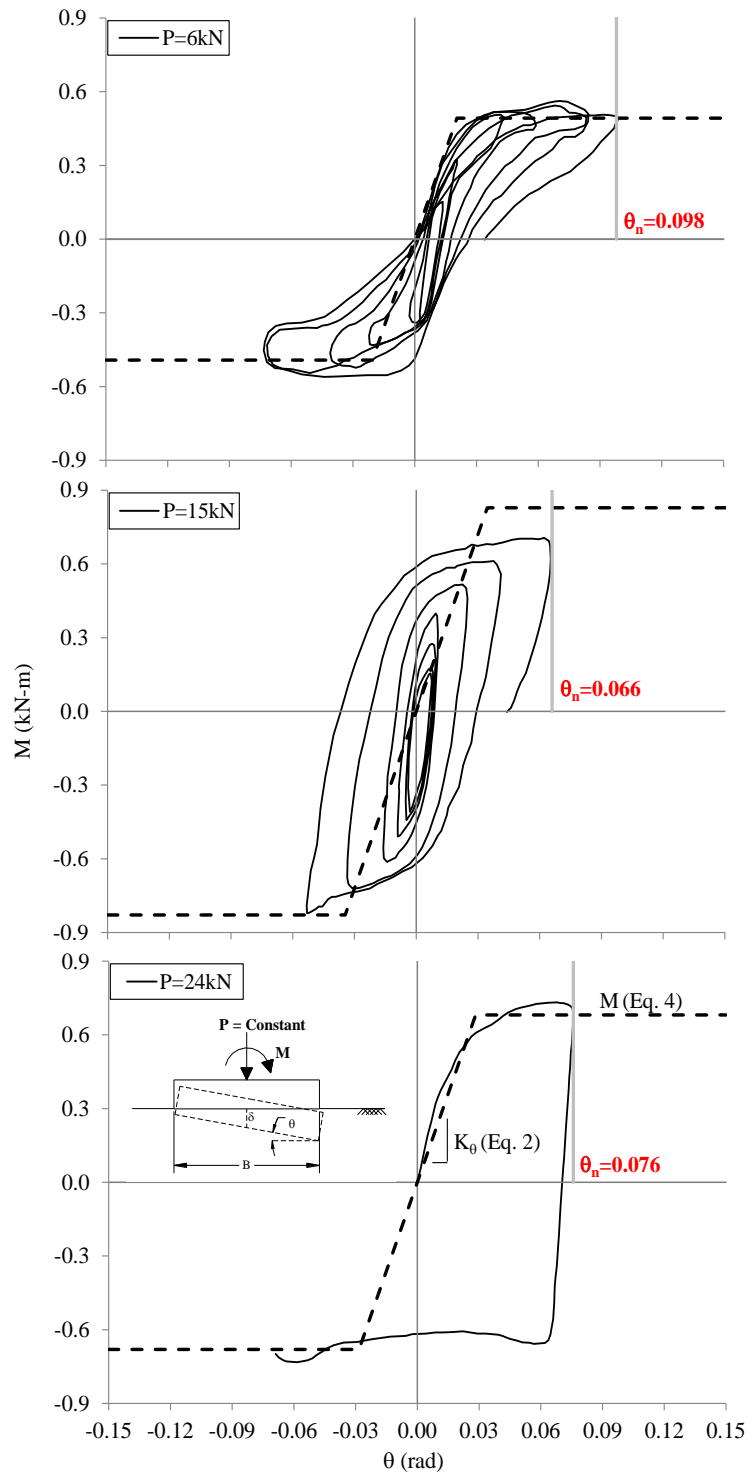 0.9
P=6kN
0.6
0.3
0.0
θn=0.098
-0.3
-0.6
-0.9
0.9
P=15kN
0.6
0.3
θn=0.066
0.0
M (kN-m)
-0.3
-0.6
-0.9
0.9
P=24kN
M (Eq. 4)
P = Constant
0.6
M
0.3
δ
θ
Kθ (Eq. 2)
B
θn=0.076
0.0
-0.3
-0.6
-0.9
-0.15 -0.12 -0.09 -0.06 -0.03 0.00 0.03 0.06 0.09 0.12 0.15
θ (rad)